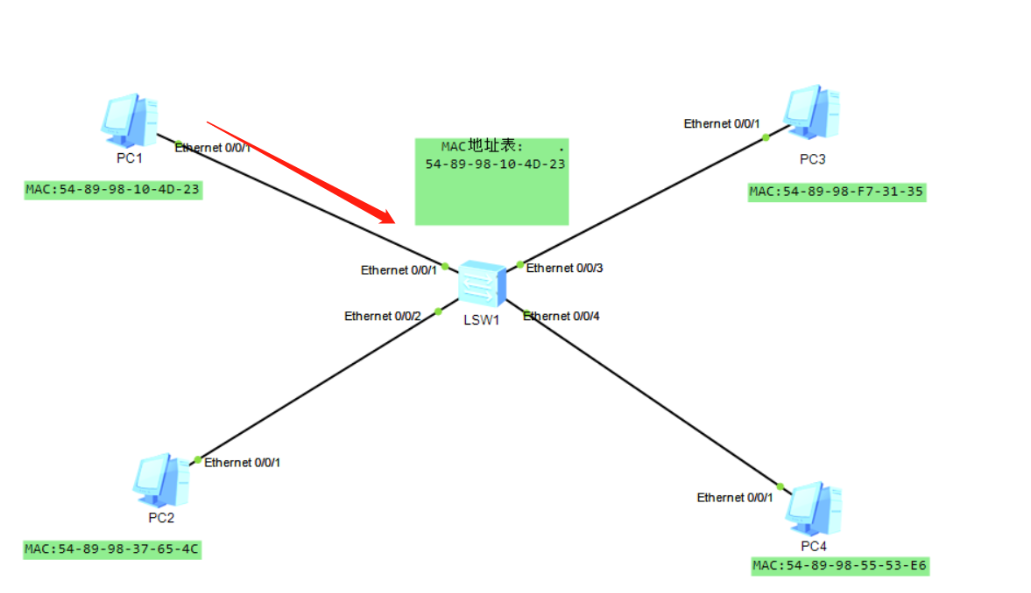 Ethernet 0/0/1
PC1
MAC:54-89-98-10-4D-23
MAC地址表: .
54-89-98-10-4D-23
Ethernet 0/0/1
PC3
MAC:54-89-98-F7-31-35
Ethernet 0/0/1
Ethernet 0/0/3
Ethernet 0/0/2
LSW1
Ethernet 0/0/4
Ethernet 0/0/1
PC2
MAC:54-89-98-37-65-4C
Ethernet 0/0/1
PC4
MAC:54-89-98-55-53-E6